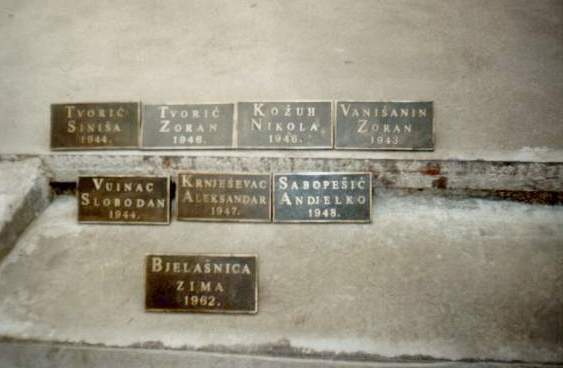 TVORIĆ
SINIŠA
1944.
TVORIĆ
ZORAN
1946.
KOŽUH
NIKOLA
1946.
VANIŠANIN
ZORAN
1943
VUINAC
SLOBODAN
1944.
KRNJEŠEVAC
ALEKSANDAR
1947.
SABOPEŠIĆ
ANDJELKO
1948.
BJELAŠNICA
ZIMA
1962.